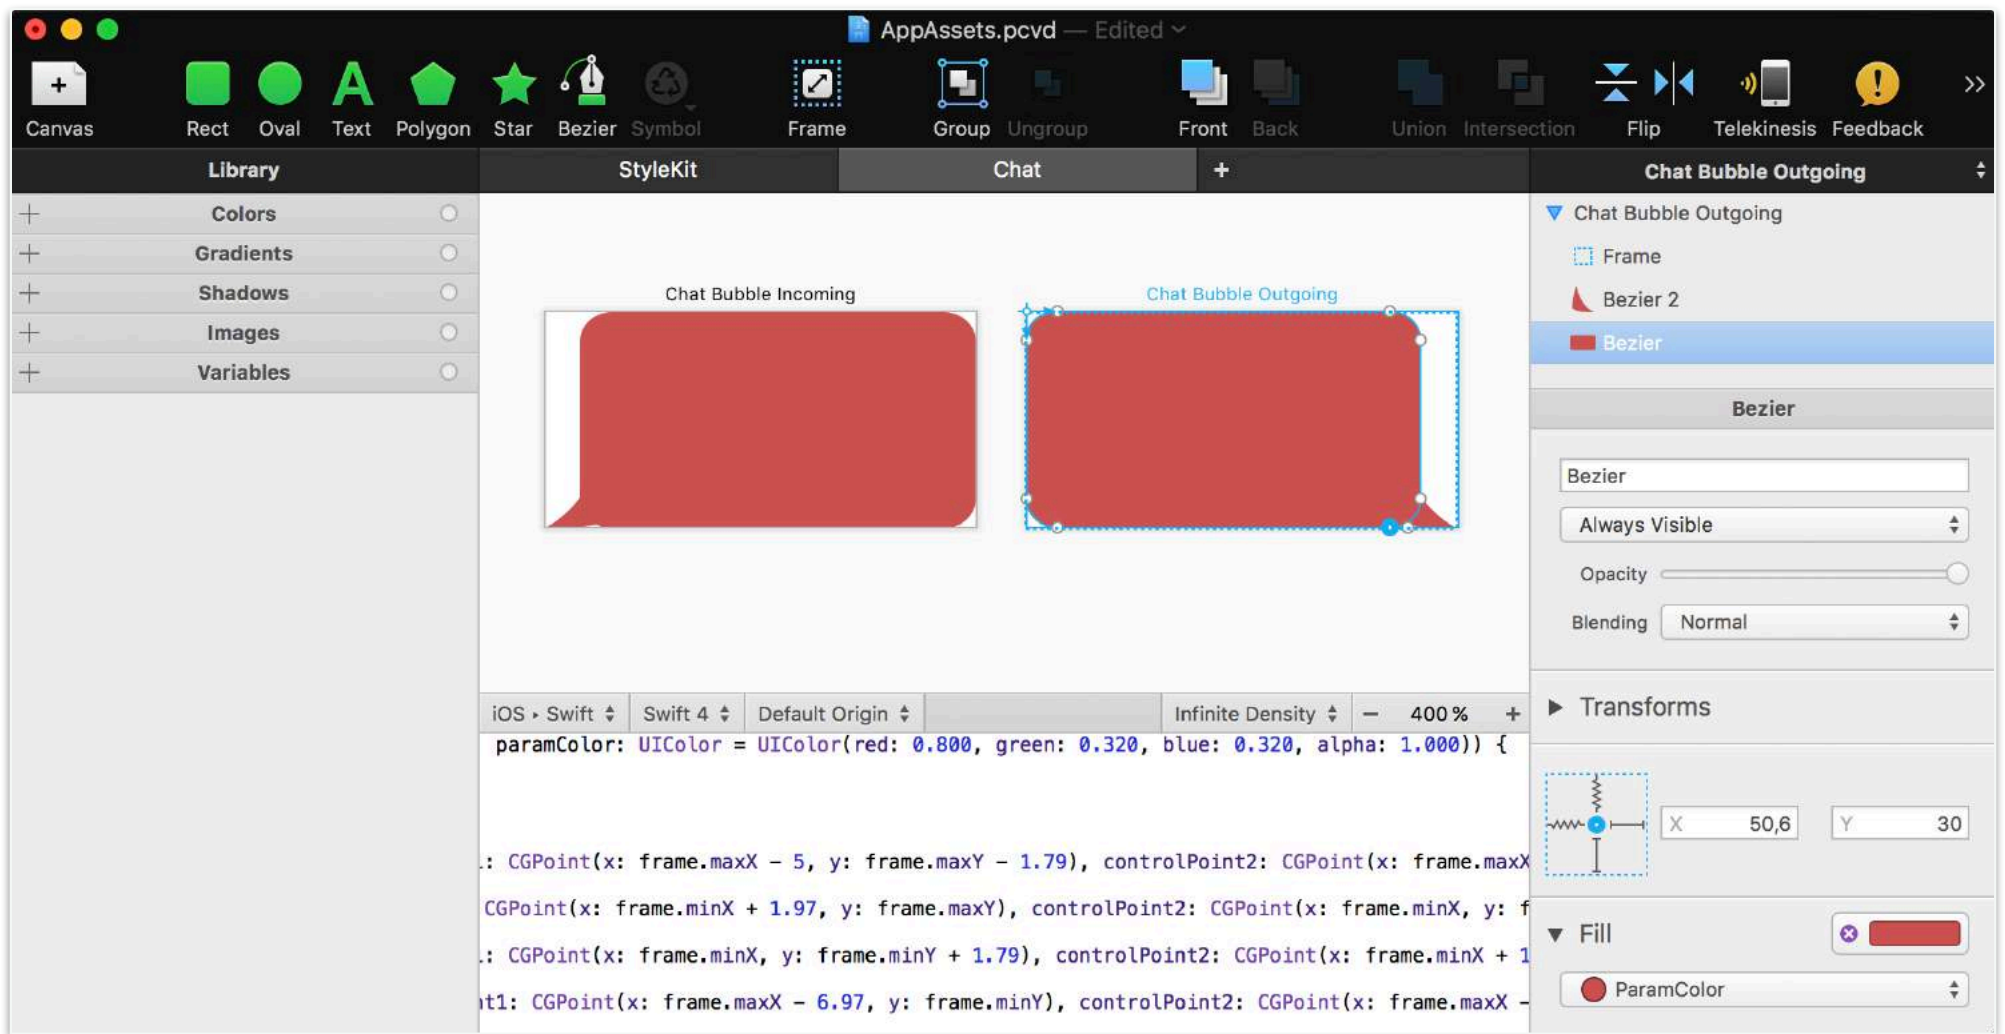 AppAssets.pcvd — Edited
Canvas Rect Oval Text Polygon Star Bezier Symbol Frame Group Ungroup Front Back Union Intersection Flip Telekinesis Feedback
Library StyleKit Chat + Chat Bubble Outgoing
Colors
Gradients
Shadows
Images
Variables
Chat Bubble Incoming
Chat Bubble Outgoing
iOS ▸ Swift Swift 4 Default Origin Infinite Density − 400 % +
paramColor: UIColor = UIColor(red: 0.800, green: 0.320, blue: 0.320, alpha: 1.000)) {
: CGPoint(x: frame.maxX - 5, y: frame.maxY - 1.79), controlPoint2: CGPoint(x: frame.maxX
CGPoint(x: frame.minX + 1.97, y: frame.maxY), controlPoint2: CGPoint(x: frame.minX, y: f
: CGPoint(x: frame.minX, y: frame.minY + 1.79), controlPoint2: CGPoint(x: frame.minX + 1
nt1: CGPoint(x: frame.maxX - 6.97, y: frame.minY), controlPoint2: CGPoint(x: frame.maxX -
Chat Bubble Outgoing
Frame
Bezier 2
Bezier
Bezier
Bezier
Always Visible
Opacity
Blending Normal
Transforms
X 50,6 Y 30
Fill
ParamColor